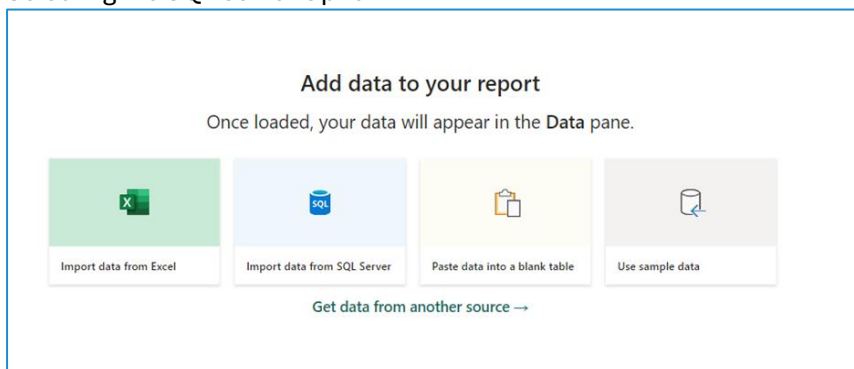 Add data to your report
Once loaded, your data will appear in the Data pane.
X
SQL
Import data from Excel
Import data from SQL Server
Paste data into a blank table
Use sample data
Get data from another source →